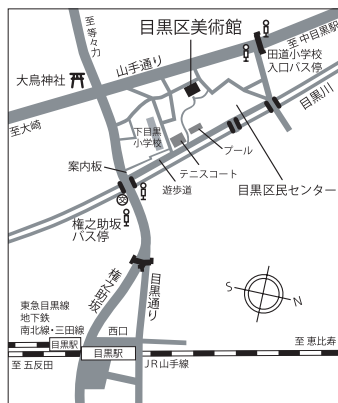 目黒区美術館
至等々力
山手通り
至中目黒駅
田道小学校
入口バス停
大鳥神社
至大崎
下目黒
小学校
プール
テニスコート
目黒川
案内板
遊歩道
目黒区民センター
権之助坂
バス停
権之助坂
目黒通り
S
N
東急目黒線
地下鉄
南北線・三田線
西口
目黒駅
目黒駅
至 恵比寿
至 五反田
JR山手線